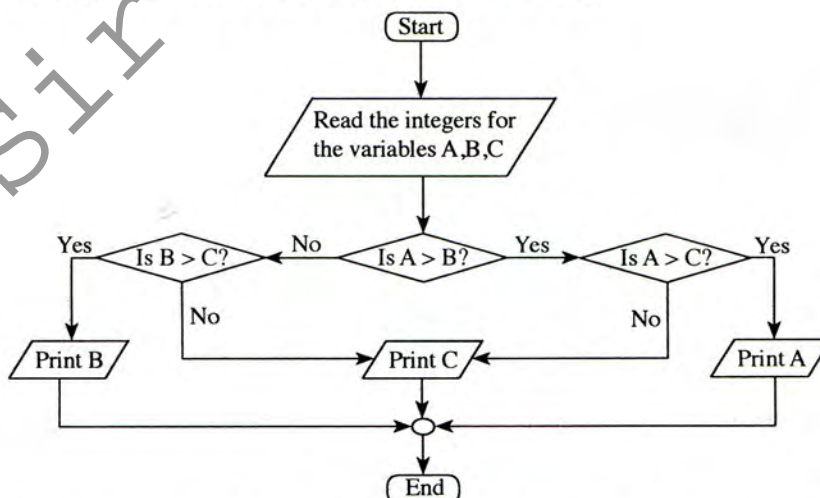 Sir
Start
Read the integers for
the variables A,B,C
Yes
Is B > C?
No
Is A > B?
Yes
Is A > C?
Yes
No
No
Print B
Print C
Print A
End